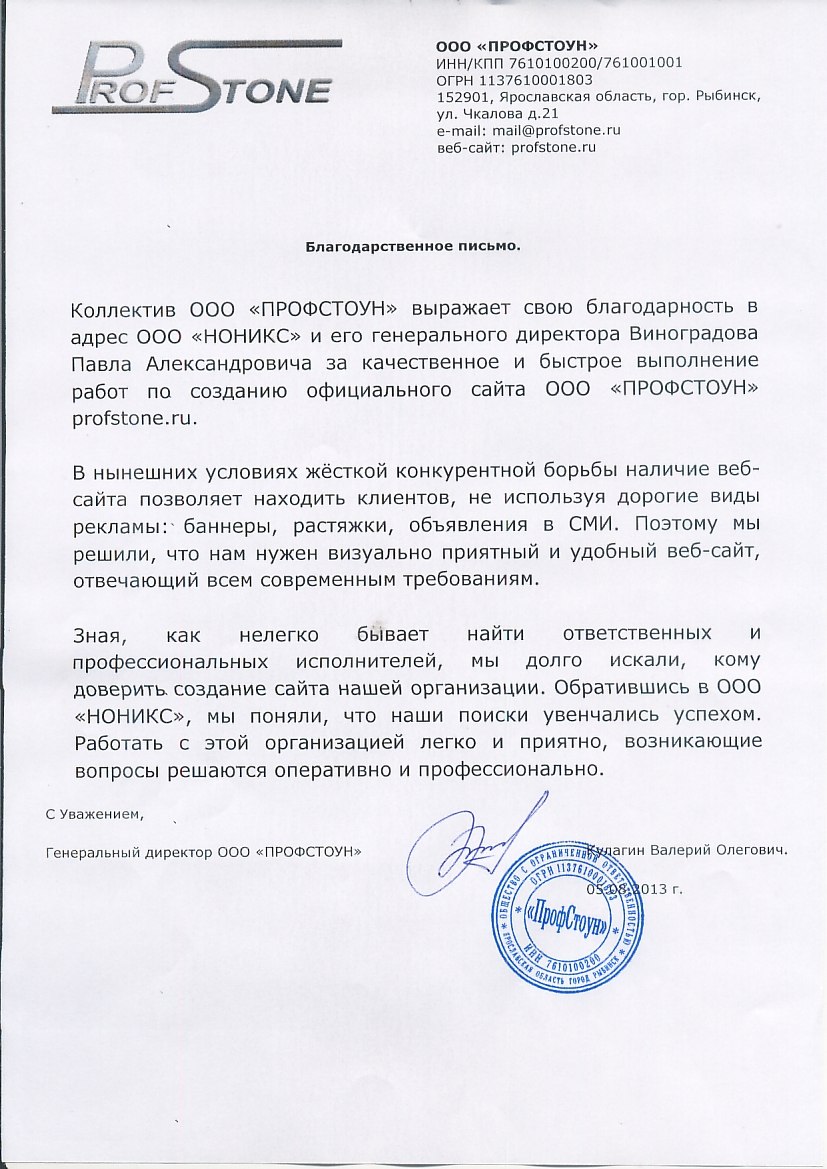 PROFSTONE
ООО «ПРОФСТОУН»
ИНН/КПП 7610100200/761001001
ОГРН 1137610001803
152901, Ярославская область, гор. Рыбинск,
ул. Чкалова д.21
e-mail: mail@profstone.ru
веб-сайт: profstone.ru
Благодарственное письмо.
Коллектив ООО «ПРОФСТОУН» выражает свою благодарность в
адрес ООО «НОНИКС» и его генерального директора Виноградова
Павла Александровича за качественное и быстрое выполнение
работ по созданию официального сайта ООО «ПРОФСТОУН»
profstone.ru.
В нынешних условиях жёсткой конкурентной борьбы наличие веб-
сайта позволяет находить клиентов, не используя дорогие виды
рекламы: баннеры, растяжки, объявления в СМИ. Поэтому мы
решили, что нам нужен визуально приятный и удобный веб-сайт,
отвечающий всем современным требованиям.
Зная, как нелегко бывает найти ответственных и
профессиональных исполнителей, мы долго искали, кому
доверить создание сайта нашей организации. Обратившись в ООО
«НОНИКС», мы поняли, что наши поиски увенчались успехом.
Работать с этой организацией легко и приятно, возникающие
вопросы решаются оперативно и профессионально.
С Уважением,
Генеральный директор ООО «ПРОФСТОУН»
Кулагин Валерий Олегович.
05.08.2013 г.
ОБЩЕСТВО С ОГРАНИЧЕННОЙ ОТВЕТСТВЕННОСТЬЮ
ОГРН 1137610001803
«ПрофСтоун»
ИНН 7610100200
ЯРОСЛАВСКАЯ ОБЛАСТЬ ГОРОД РЫБИНСК